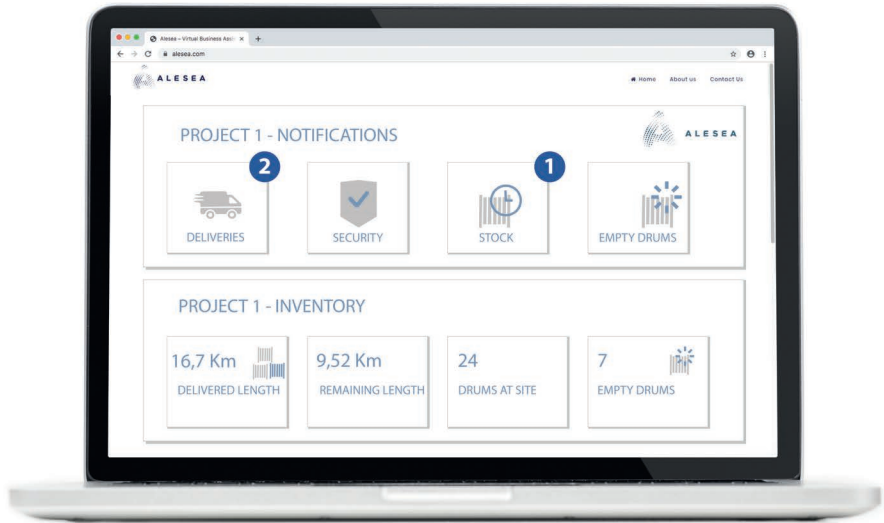 Alesea – Virtual Business Assi
alesea.com
ALESEA
Home About us Contact Us
PROJECT 1 - NOTIFICATIONS
ALESEA
2
1
DELIVERIES
SECURITY
STOCK
EMPTY DRUMS
PROJECT 1 - INVENTORY
16,7 Km
DELIVERED LENGTH
9,52 Km
REMAINING LENGTH
24
DRUMS AT SITE
7
EMPTY DRUMS